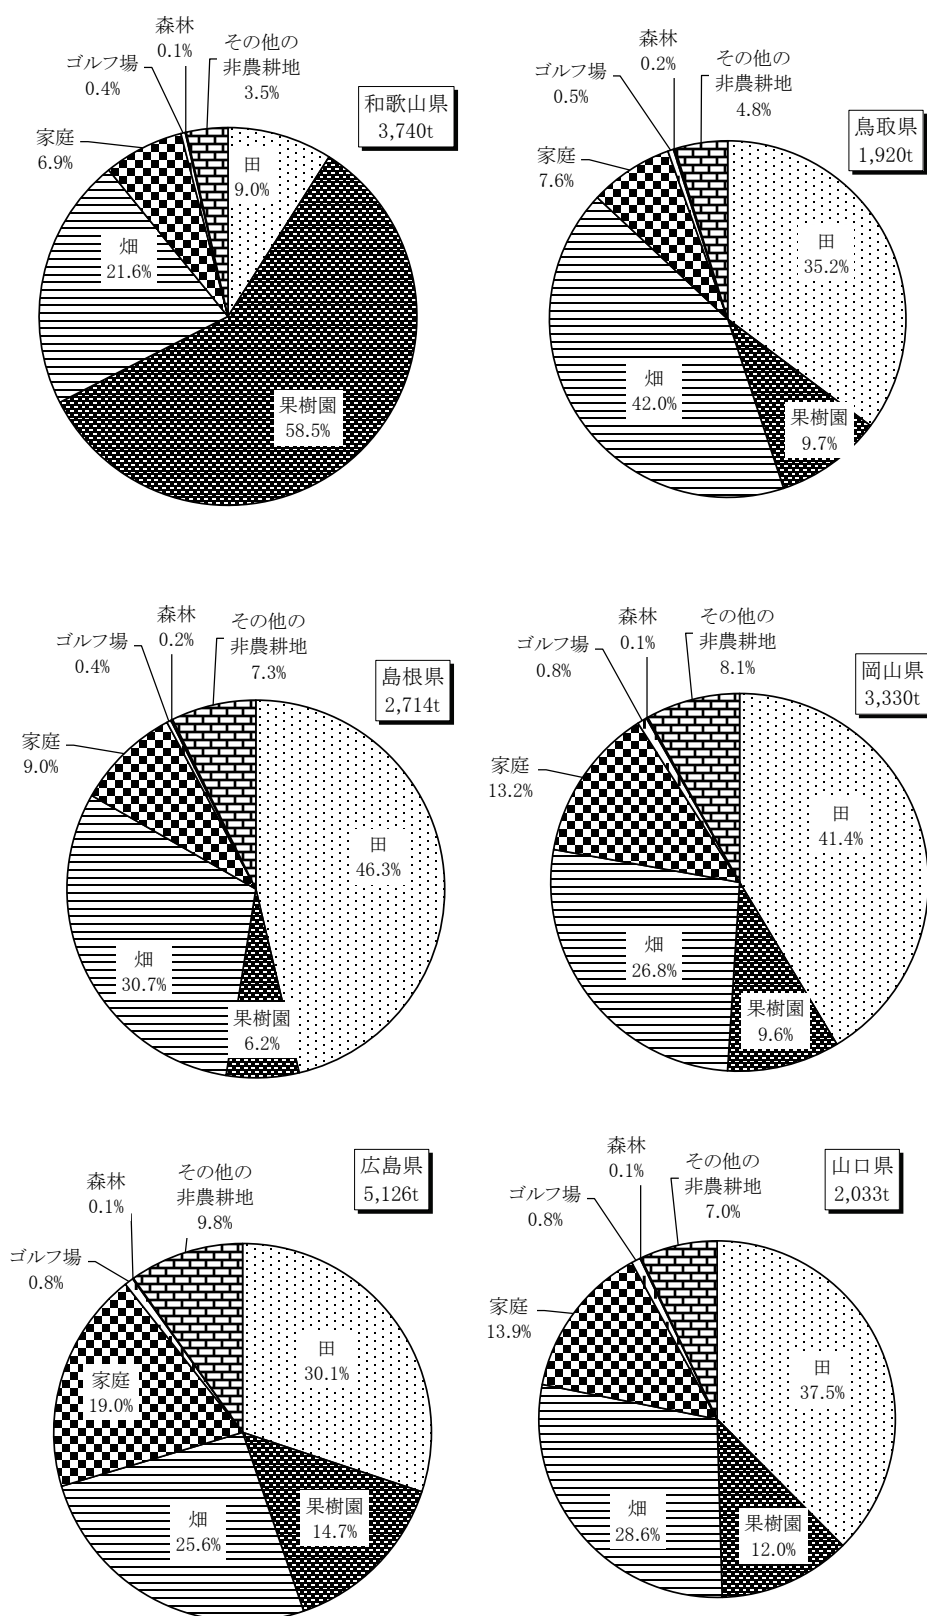 森林
0.1%
その他の
非農耕地
3.5%
ゴルフ場
0.4%
和歌山県
3,740t
家庭
6.9%
田
9.0%
畑
21.6%
果樹園
58.5%
森林
0.2%
その他の
非農耕地
4.8%
ゴルフ場
0.5%
鳥取県
1,920t
家庭
7.6%
田
35.2%
畑
42.0%
果樹園
9.7%
森林
0.2%
その他の
非農耕地
7.3%
ゴルフ場
0.4%
島根県
2,714t
家庭
9.0%
田
46.3%
畑
30.7%
果樹園
6.2%
森林
0.1%
その他の
非農耕地
8.1%
ゴルフ場
0.8%
岡山県
3,330t
家庭
13.2%
田
41.4%
畑
26.8%
果樹園
9.6%
森林
0.1%
その他の
非農耕地
9.8%
広島県
5,126t
ゴルフ場
0.8%
家庭
19.0%
田
30.1%
畑
25.6%
果樹園
14.7%
森林
0.1%
その他の
非農耕地
7.0%
山口県
2,033t
ゴルフ場
0.8%
家庭
13.9%
田
37.5%
畑
28.6%
果樹園
12.0%